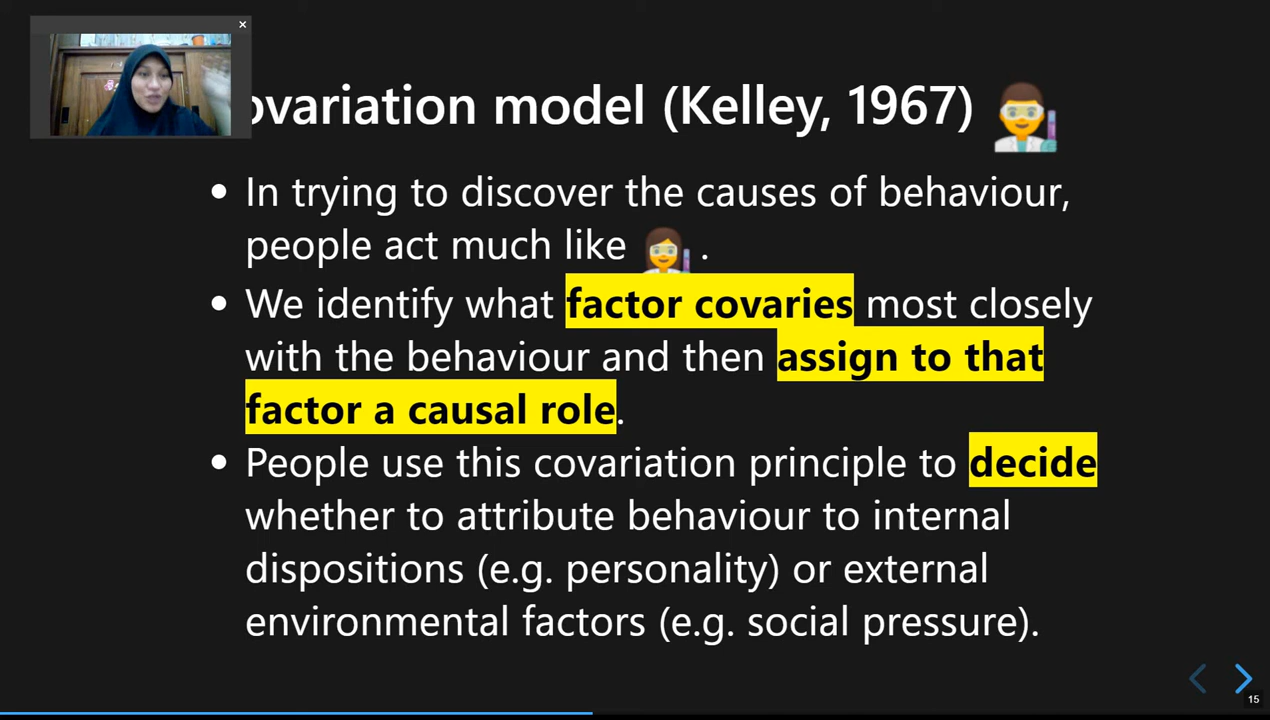 ovariation model (Kelley, 1967)
• In trying to discover the causes of behaviour,
people act much like .
• We identify what factor covaries most closely
with the behaviour and then assign to that
factor a causal role.
• People use this covariation principle to decide
whether to attribute behaviour to internal
dispositions (e.g. personality) or external
environmental factors (e.g. social pressure).
15